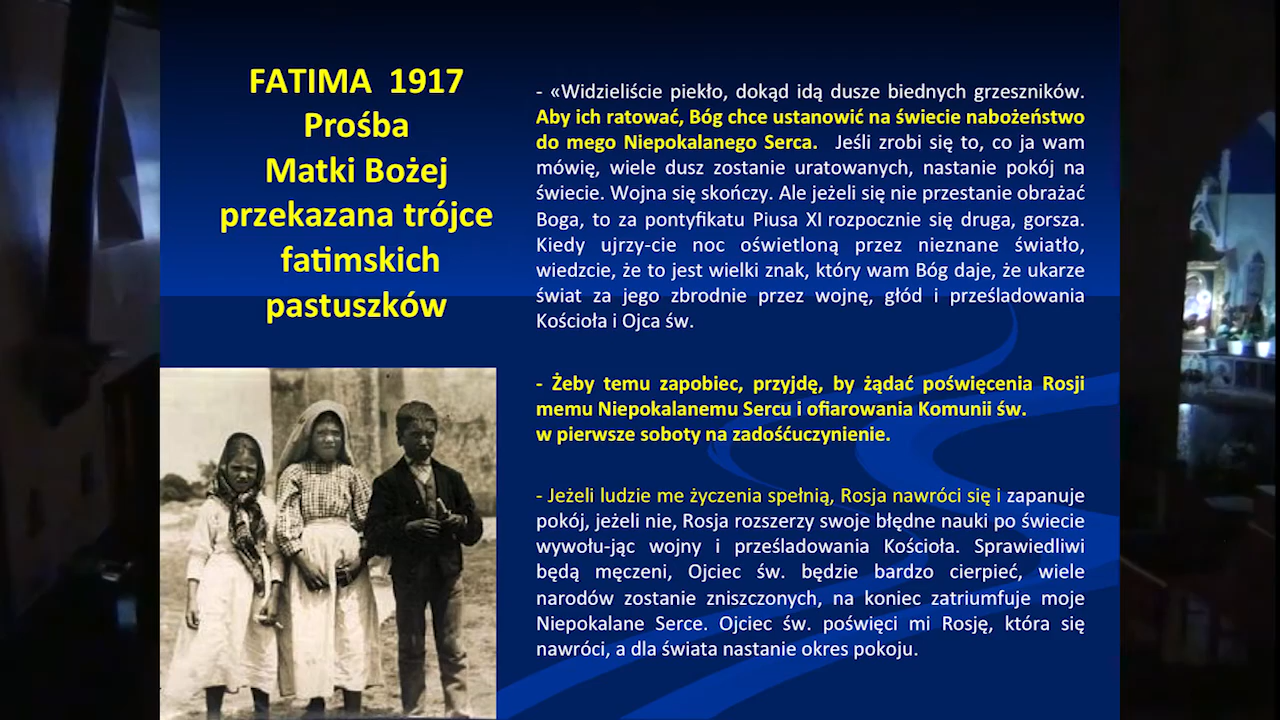 FATIMA 1917
Prośba
Matki Bożej
przekazana trójce
fatimskich
pastuszków
- «Widzieliście piekło, dokąd idą dusze biednych grzeszników.
Aby ich ratować, Bóg chce ustanowić na świecie nabożeństwo
do mego Niepokalanego Serca. Jeśli zrobi się to, co ja wam
mówię, wiele dusz zostanie uratowanych, nastanie pokój na
świecie. Wojna się skończy. Ale jeżeli się nie przestanie obrażać
Boga, to za pontyfikatu Piusa XI rozpocznie się druga, gorsza.
Kiedy ujrzy-cie noc oświetloną przez nieznane światło,
wiedzcie, że to jest wielki znak, który wam Bóg daje, że ukarze
świat za jego zbrodnie przez wojnę, głód i prześladowania
Kościoła i Ojca św.
- Żeby temu zapobiec, przyjdę, by żądać poświęcenia Rosji
memu Niepokalanemu Sercu i ofiarowania Komunii św.
w pierwsze soboty na zadośćuczynienie.
- Jeżeli ludzie me życzenia spełnią, Rosja nawróci się i zapanuje
pokój, jeżeli nie, Rosja rozszerzy swoje błędne nauki po świecie
wywołu-jąc wojny i prześladowania Kościoła. Sprawiedliwi
będą męczeni, Ojciec św. będzie bardzo cierpieć, wiele
narodów zostanie zniszczonych, na koniec zatriumfuje moje
Niepokalane Serce. Ojciec św. poświęci mi Rosję, która się
nawróci, a dla świata nastanie okres pokoju.